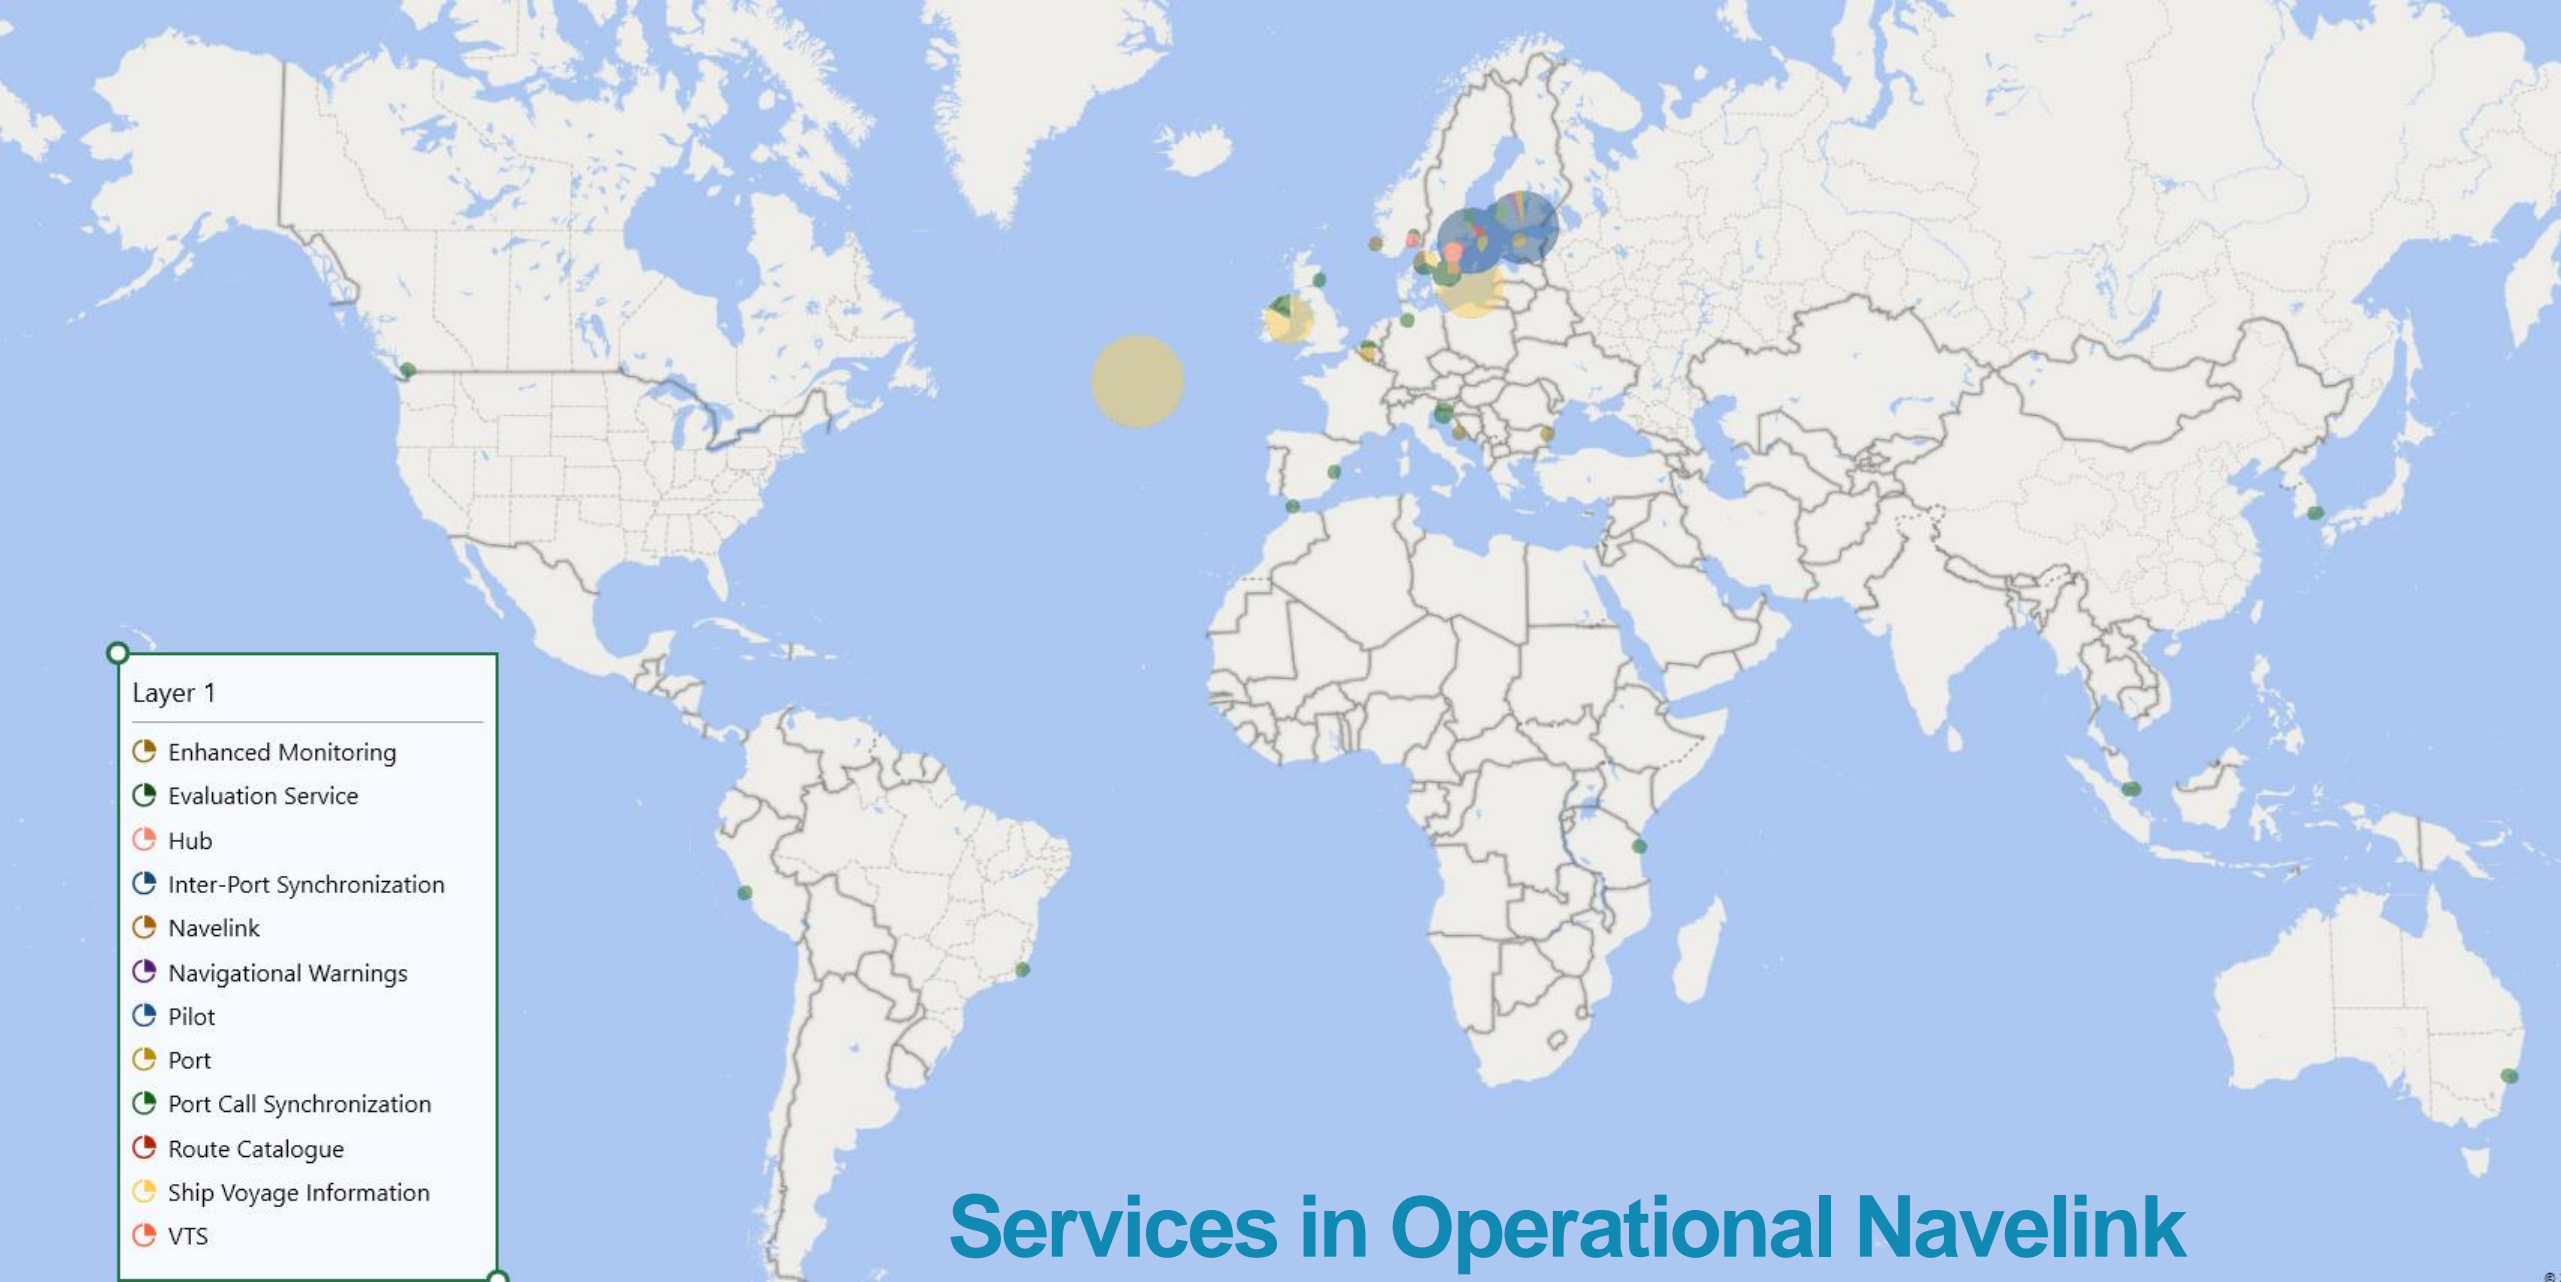 Layer 1
Enhanced Monitoring
Evaluation Service
Hub
Inter-Port Synchronization
Navelink
Navigational Warnings
Pilot
Port
Port Call Synchronization
Route Catalogue
Ship Voyage Information
VTS
Services in Operational Navelink
©